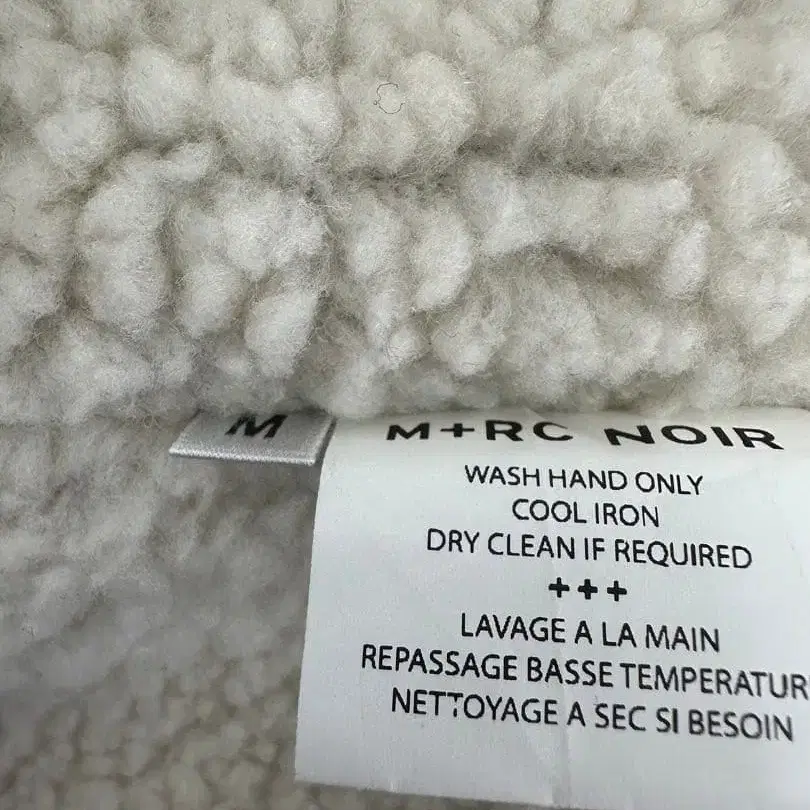 M
M+RC NOIR
WASH HAND ONLY
COOL IRON
DRY CLEAN IF REQUIRED
+++
LAVAGE A LA MAIN
REPASSAGE BASSE TEMPERATUR
NETTOYAGE A SEC SI BESOIN